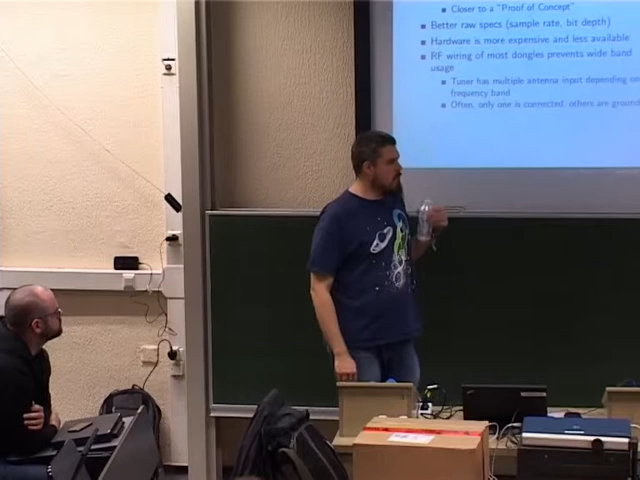 Closer to a "Proof of Concept"
Better raw specs (sample rate, bit depth)
Hardware is more expensive and less available
RF wiring of most dongles prevents wide band
usage
Tuner has multiple antenna input depending on
frequency band
Often, only one is connected, others are ground